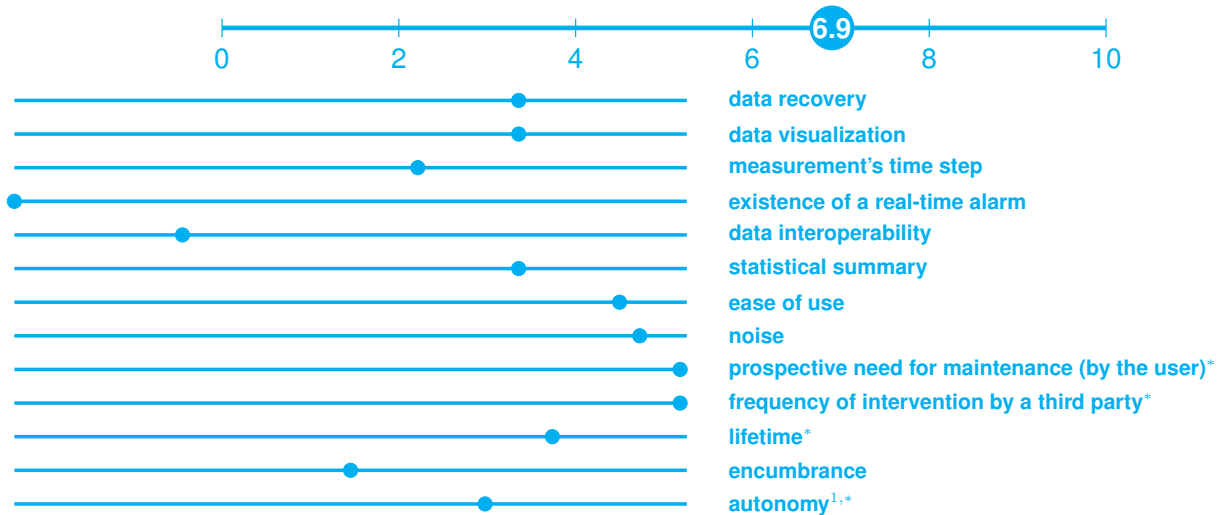 6.9
0 2 4 6 8 10
data recovery
data visualization
measurement's time step
existence of a real-time alarm
data interoperability
statistical summary
ease of use
noise
prospective need for maintenance (by the user)*
frequency of intervention by a third party*
lifetime*
encumbrance
autonomy1,*